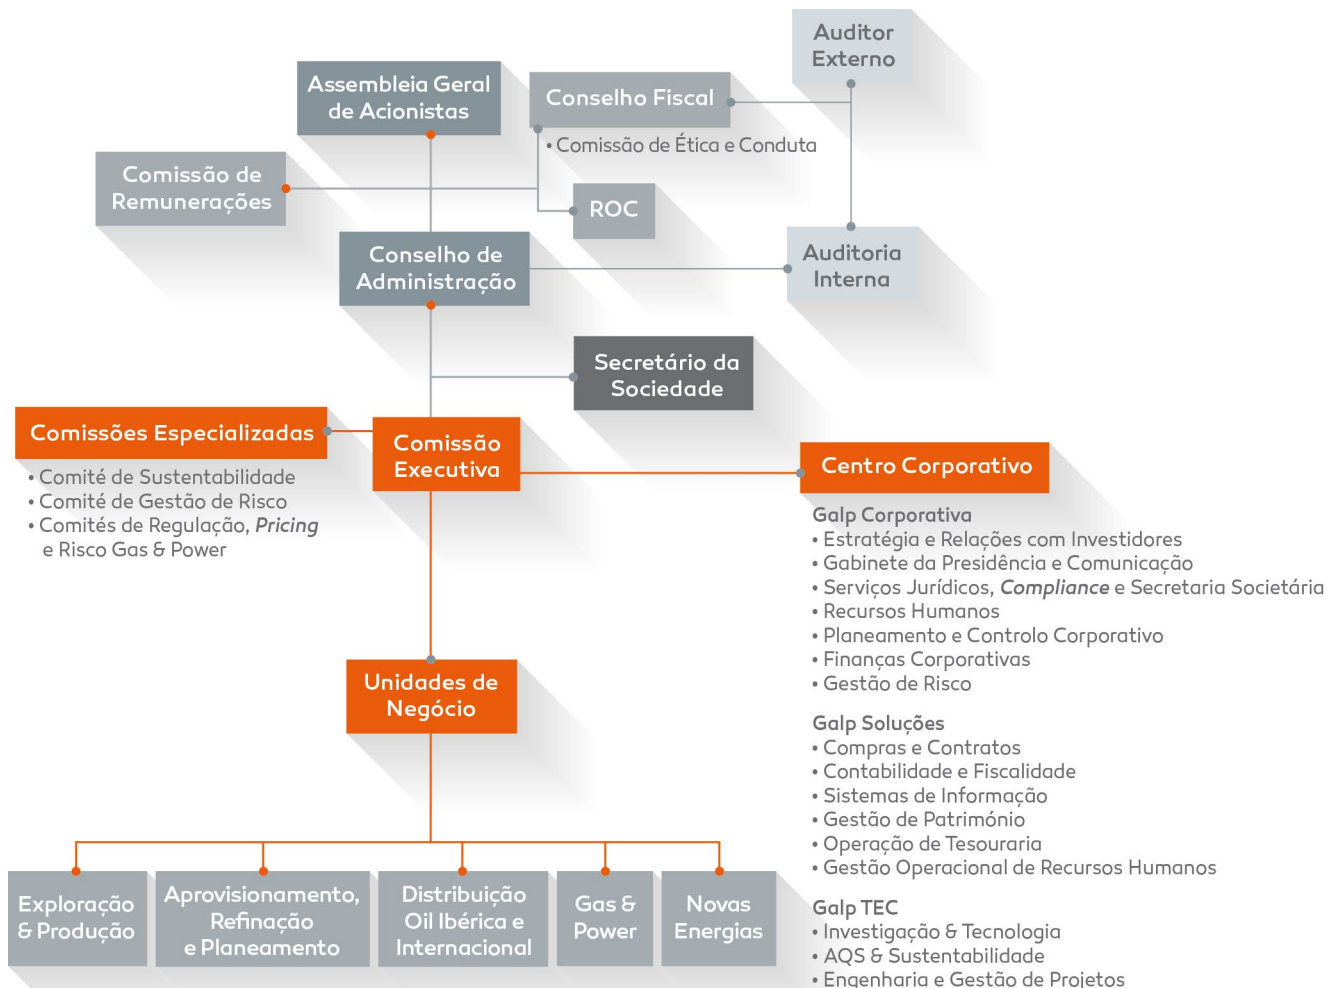 Auditor
Externo
Assembleia Geral
de Acionistas
Conselho Fiscal
• Comissão de Ética e Conduta
Comissão de
Remunerações
ROC
Conselho de
Administração
Auditoria
Interna
Secretário da
Sociedade
Comissões Especializadas
• Comité de Sustentabilidade
• Comité de Gestão de Risco
• Comités de Regulação, Pricing
e Risco Gas & Power
Comissão
Executiva
Centro Corporativo
Galp Corporativa
• Estratégia e Relações com Investidores
• Gabinete da Presidência e Comunicação
• Serviços Jurídicos, Compliance e Secretaria Societária
• Recursos Humanos
• Planeamento e Controlo Corporativo
• Finanças Corporativas
• Gestão de Risco
Galp Soluções
• Compras e Contratos
• Contabilidade e Fiscalidade
• Sistemas de Informação
• Gestão de Património
• Operação de Tesouraria
• Gestão Operacional de Recursos Humanos
Galp TEC
• Investigação & Tecnologia
• AQS & Sustentabilidade
• Engenharia e Gestão de Projetos
Unidades de
Negócio
Exploração
& Produção
Aprovisionamento,
Refinação
e Planeamento
Distribuição
Oil Ibérica e
Internacional
Gas &
Power
Novas
Energias